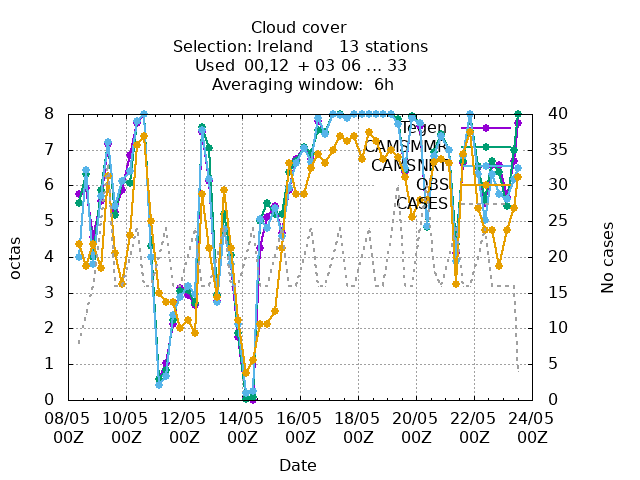 Cloud cover
Selection: Ireland 13 stations
Used 00,12 + 03 06 ... 33
Averaging window: 6h
8
7
6
5
4
3
2
1
0
octas
40
35
30
25
20
15
10
5
0
No cases
Tegen
CAMSMMR
CAMSNRT
OBS
CASES
08/05 10/05 12/05 14/05 16/05 18/05 20/05 22/05 24/05
00Z 00Z 00Z 00Z 00Z 00Z 00Z 00Z 00Z
Date